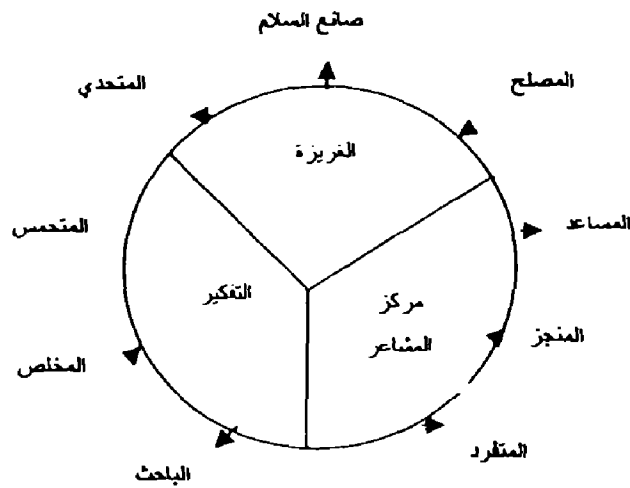 صانع السلام
المتحدي
المصلح
الغريزة
المتحمس
المساعد
التفكير
مركز
المشاعر
المنجز
المخلص
المتفرد
الباحث